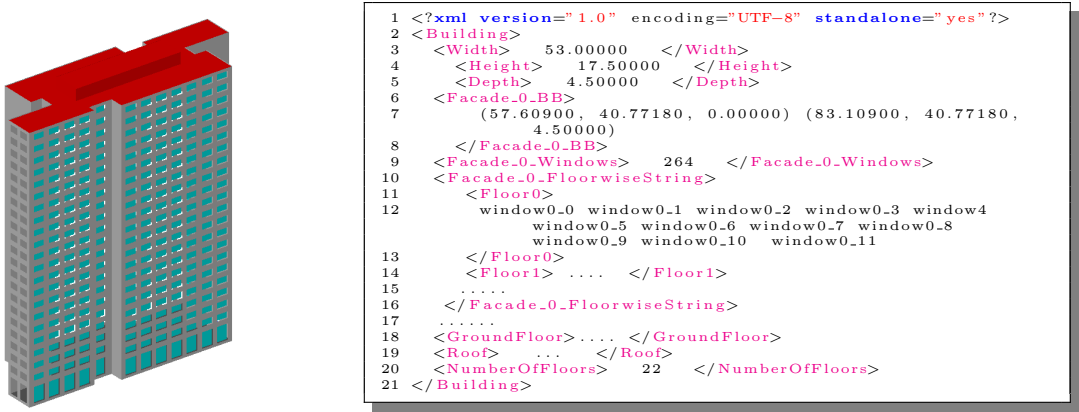 1 <?xml version="1.0" encoding="UTF-8" standalone="yes"?>
2 <Building>
3 <Width> 53.00000 </Width>
4 <Height> 17.50000 </Height>
5 <Depth> 4.50000 </Depth>
6 <Facade_0_BB>
7 (57.60900, 40.77180, 0.00000) (83.10900, 40.77180,
4.50000)
8 </Facade_0_BB>
9 <Facade_0_Windows> 264 </Facade_0_Windows>
10 <Facade_0_FloorwiseString>
11 <Floor0>
12 window0_0 window0_1 window0_2 window0_3 window4
window0_5 window0_6 window0_7 window0_8
window0_9 window0_10 window0_11
13 </Floor0>
14 <Floor1> .... </Floor1>
15 .....
16 </Facade_0_FloorwiseString>
17 ......
18 <GroundFloor>.... </GroundFloor>
19 <Roof> ... </Roof>
20 <NumberOfFloors> 22 </NumberOfFloors>
21 </Building>